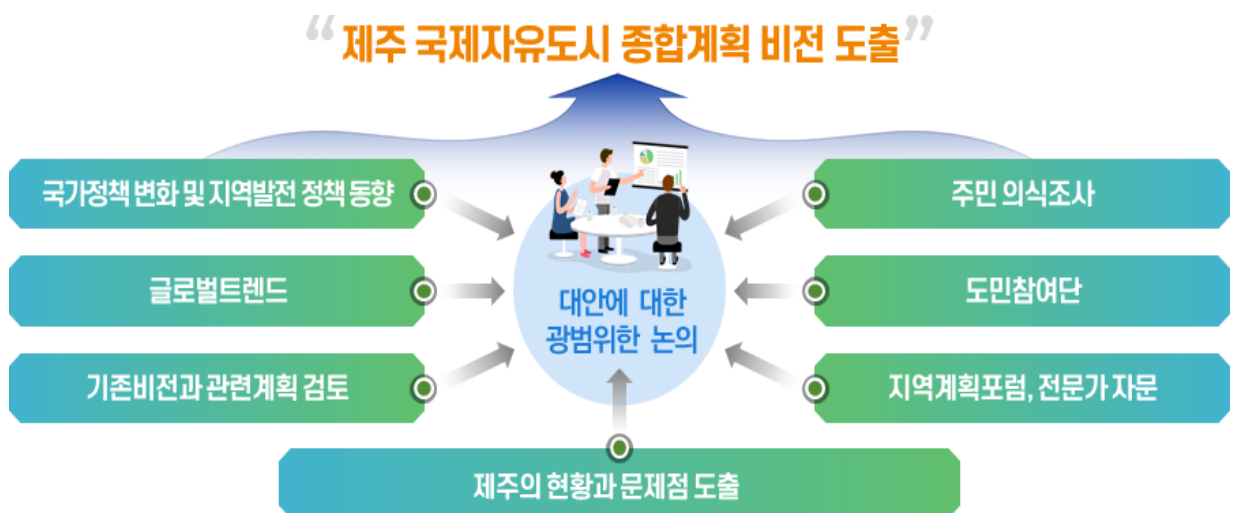 “제주 국제자유도시 종합계획 비전 도출”
국가정책 변화 및 지역발전 정책 동향
글로벌트렌드
기존비전과 관련계획 검토
대안에 대한
광범위한 논의
주민 의식조사
도민참여단
지역계획포럼, 전문가 자문
제주의 현황과 문제점 도출